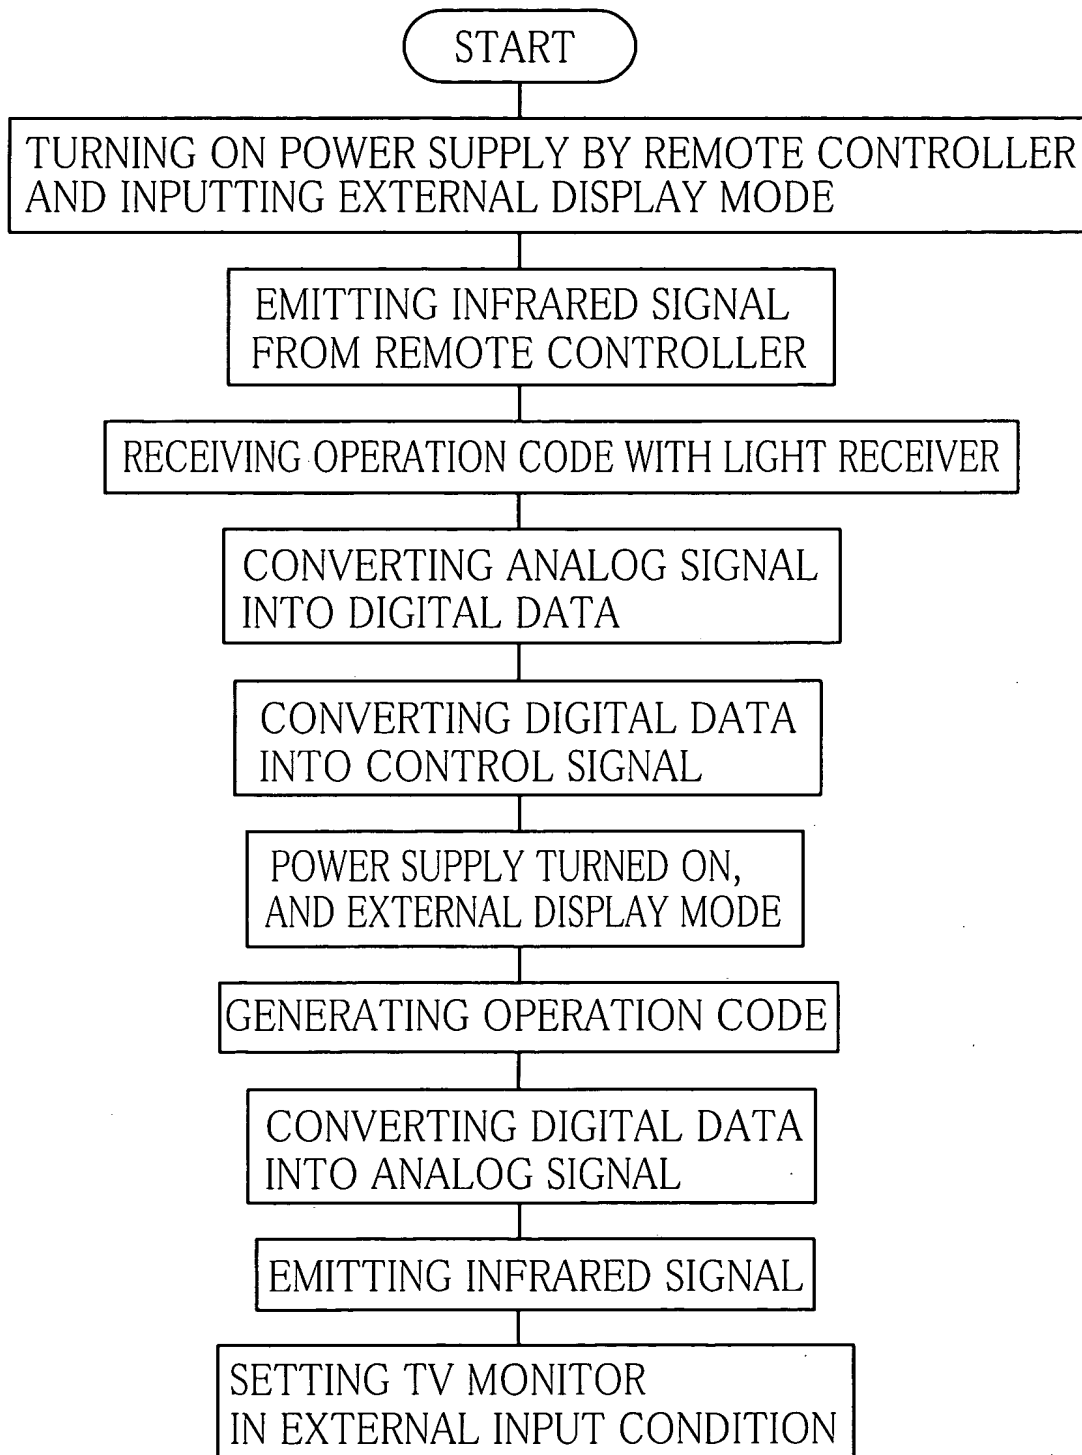 START
TURNING ON POWER SUPPLY BY REMOTE CONTROLLER
AND INPUTTING EXTERNAL DISPLAY MODE
EMITTING INFRARED SIGNAL
FROM REMOTE CONTROLLER
RECEIVING OPERATION CODE WITH LIGHT RECEIVER
CONVERTING ANALOG SIGNAL
INTO DIGITAL DATA
CONVERTING DIGITAL DATA
INTO CONTROL SIGNAL
POWER SUPPLY TURNED ON,
AND EXTERNAL DISPLAY MODE
GENERATING OPERATION CODE
CONVERTING DIGITAL DATA
INTO ANALOG SIGNAL
EMITTING INFRARED SIGNAL
SETTING TV MONITOR
IN EXTERNAL INPUT CONDITION